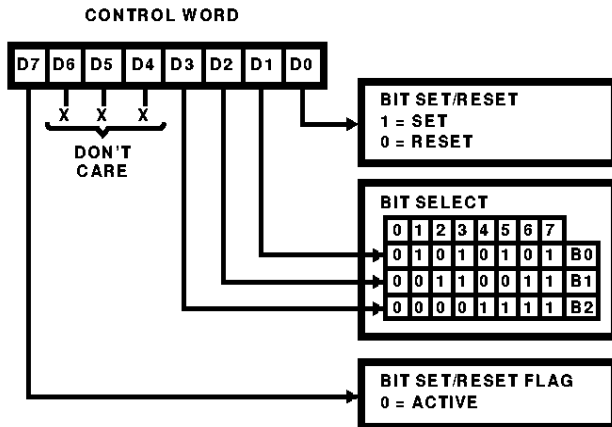 CONTROL WORD
D7 D6 D5 D4 D3 D2 D1 D0
X X X
DON'T
CARE
BIT SET/RESET
1 = SET
0 = RESET
BIT SELECT
0 1 2 3 4 5 6 7
0 1 0 1 0 1 0 1 B0
0 0 1 1 0 0 1 1 B1
0 0 0 0 1 1 1 1 B2
BIT SET/RESET FLAG
0 = ACTIVE